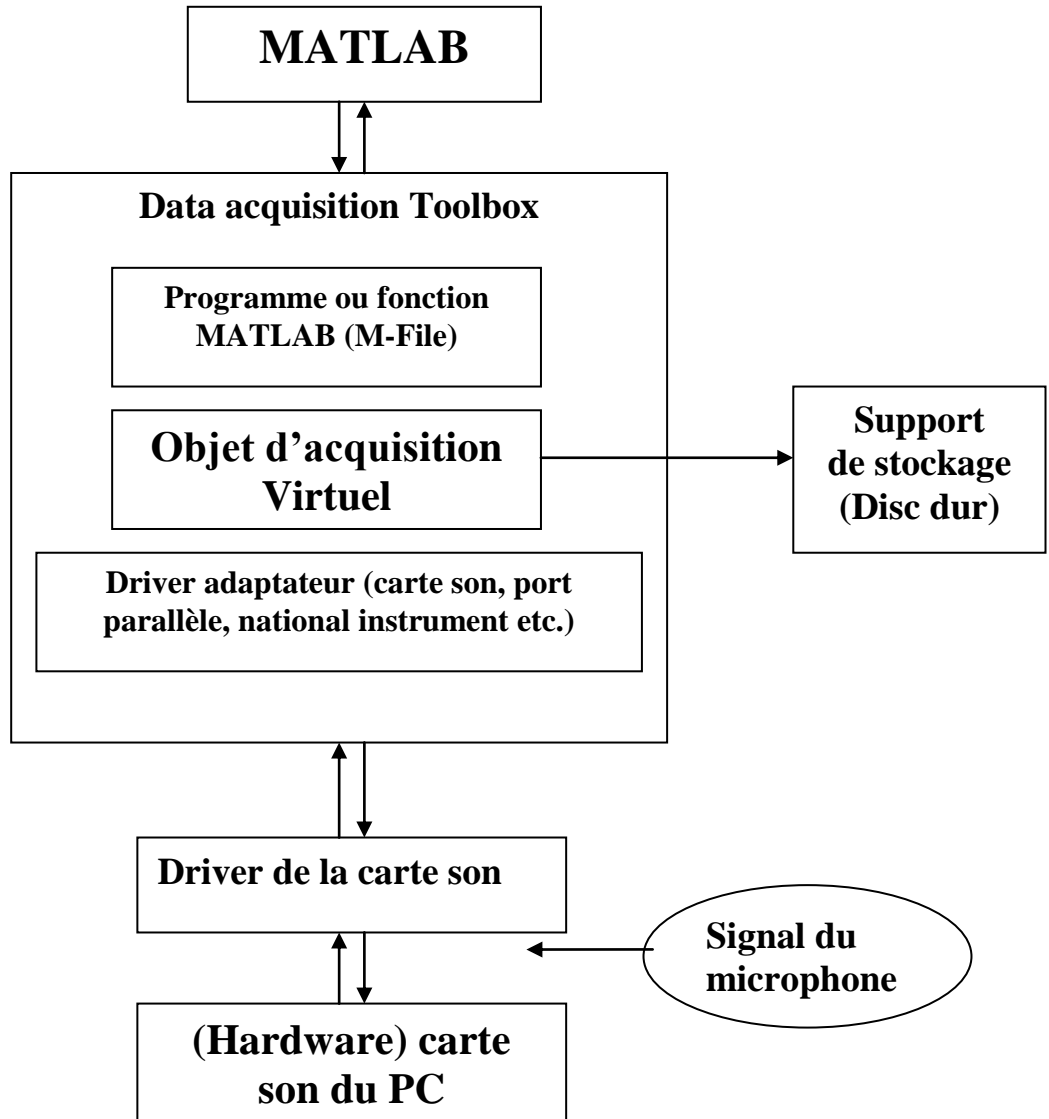 MATLAB
Data acquisition Toolbox
Programme ou fonction
MATLAB (M-File)
Objet d’acquisition
Virtuel
Support
de stockage
(Disc dur)
Driver adaptateur (carte son, port
parallèle, national instrument etc.)
Driver de la carte son
Signal du
microphone
(Hardware) carte
son du PC